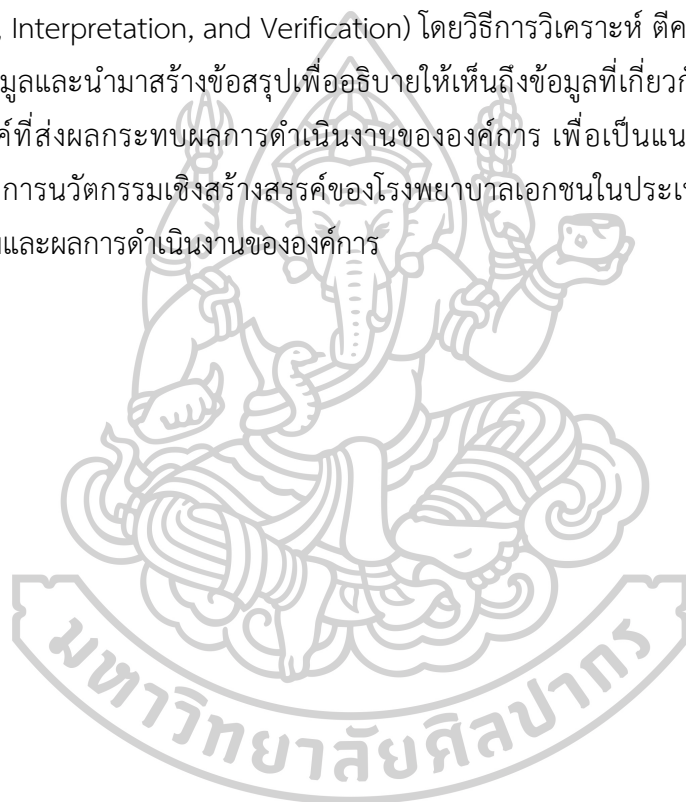 , Interpretation, and Verification) โดยวิธีการวิเคราะห์ ตีค
มูลและนำมาสร้างข้อสรุปเพื่ออธิบายให้เห็นถึงข้อมูลที่เกี่ยวก
ค์ที่ส่งผลกระทบผลการดำเนินงานขององค์การ เพื่อเป็นแน
การนวัตกรรมเชิงสร้างสรรค์ของโรงพยาบาลเอกชนในประเ
และผลการดำเนินงานขององค์การ
มหาวิทยาลัยศิลปากร